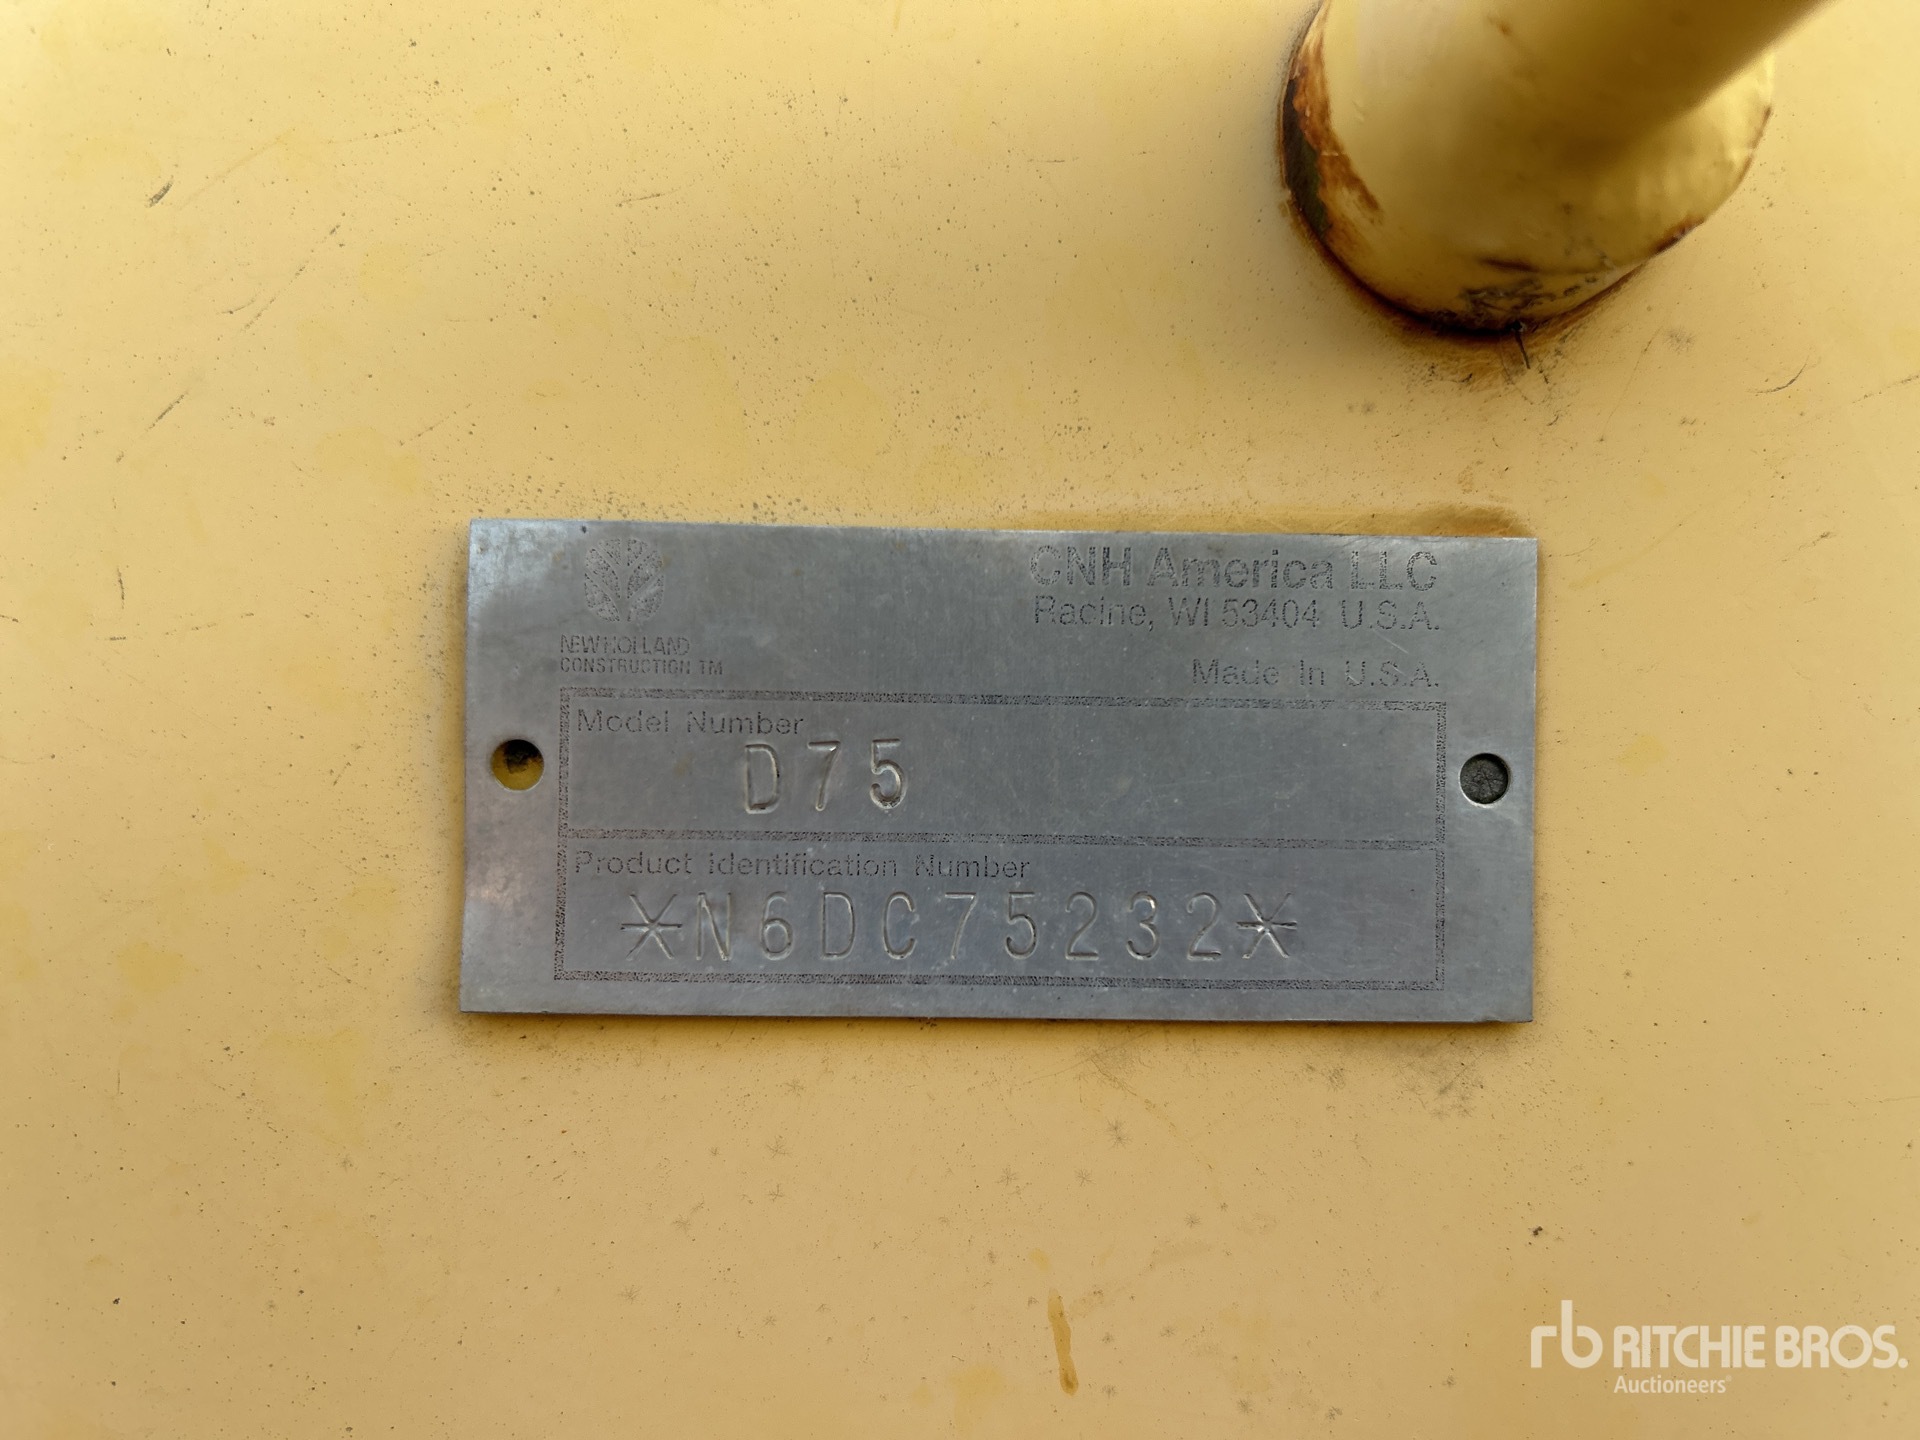 CNH America LLC
Racine, WI 53404 U.S.A.
NEW HOLLAND
CONSTRUCTION TM
Made In U.S.A.
Model Number
D75
Product Identification Number
*N6DC75232*
rb RITCHIE BROS.
Auctioneers